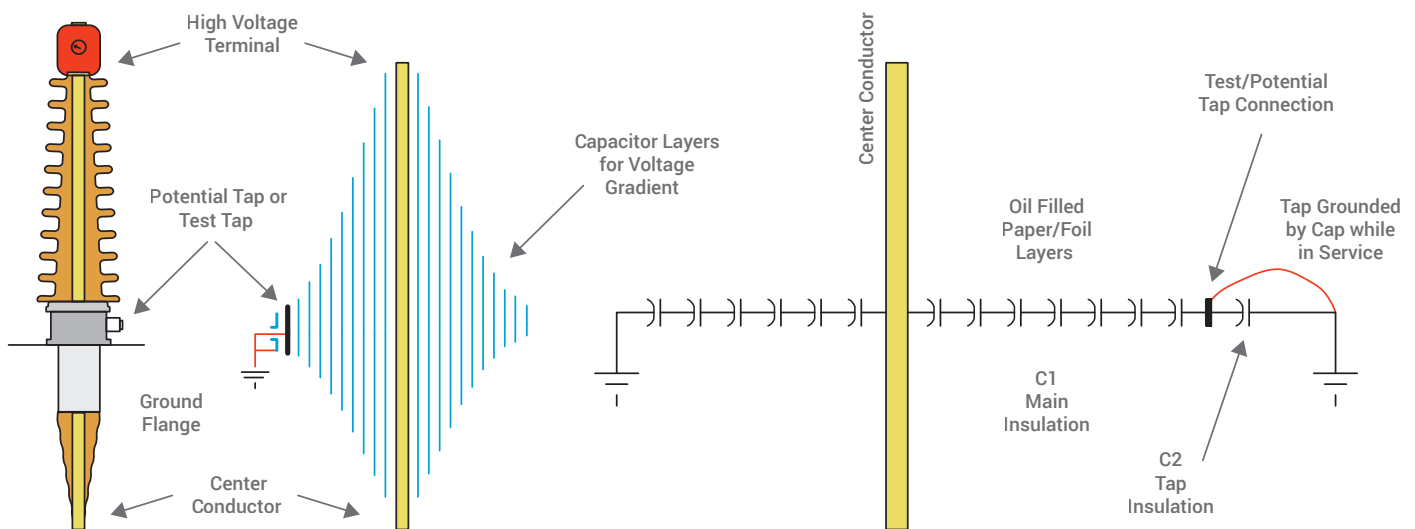 High Voltage
Terminal
Potential Tap or
Test Tap
Ground
Flange
Center
Conductor
Capacitor Layers
for Voltage
Gradient
Center Conductor
Oil Filled
Paper/Foil
Layers
C1
Main
Insulation
Test/Potential
Tap Connection
Tap Grounded
by Cap while
in Service
C2
Tap
Insulation